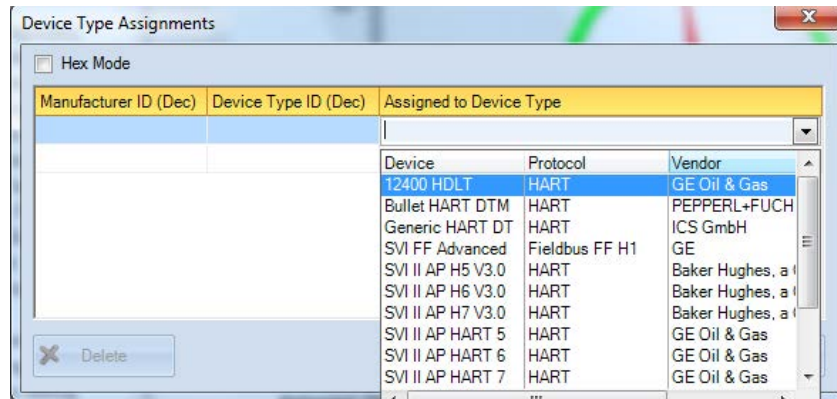 Device Type Assignments
Hex Mode
Manufacturer ID (Dec) Device Type ID (Dec) Assigned to Device Type
Device Protocol Vendor
12400 HDLT HART GE Oil & Gas
Bullet HART DTM HART PEPPERL+FUCH
Generic HART DT HART ICS GmbH
SVI FF Advanced Fieldbus FF H1 GE
SVI II AP H5 V3.0 HART Baker Hughes, a
SVI II AP H6 V3.0 HART Baker Hughes, a
SVI II AP H7 V3.0 HART Baker Hughes, a
SVI II AP HART 5 HART GE Oil & Gas
SVI II AP HART 6 HART GE Oil & Gas
SVI II AP HART 7 HART GE Oil & Gas
Delete